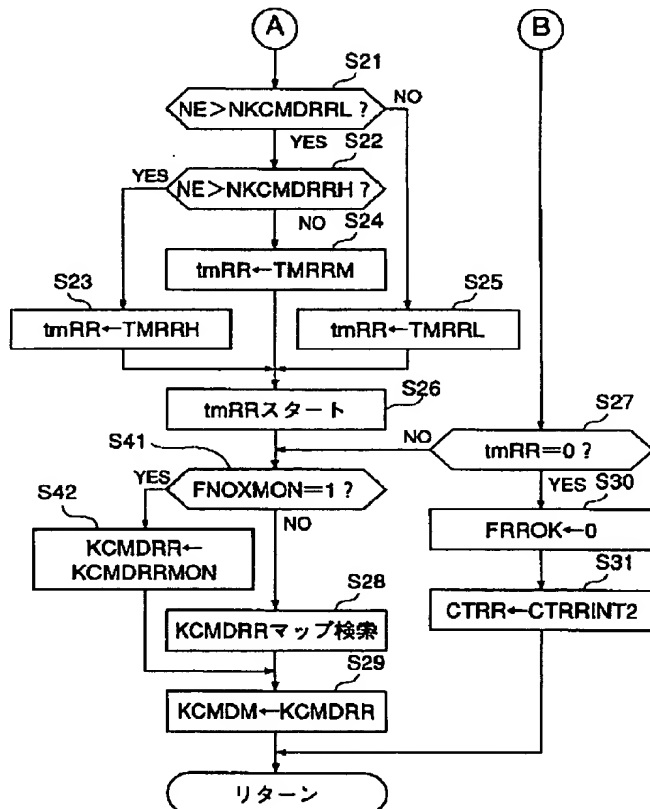 A
B
S21
NE>NKCMDRRL?
NO
YES
S22
YES
NE>NKCMDRRH?
NO
S24
tmRR←TMRRM
S23
tmRR←TMRRH
S25
tmRR←TMRRL
S26
tmRRスタート
S27
NO
tmRR=0?
YES
S41
YES
FNOXMON=1?
NO
S42
KCMDRR←
KCMDRRMON
S30
FRROK←0
S31
CTRR←CTRRINT2
S28
KCMDRRマップ検索
S29
KCMDM←KCMDRR
リターン